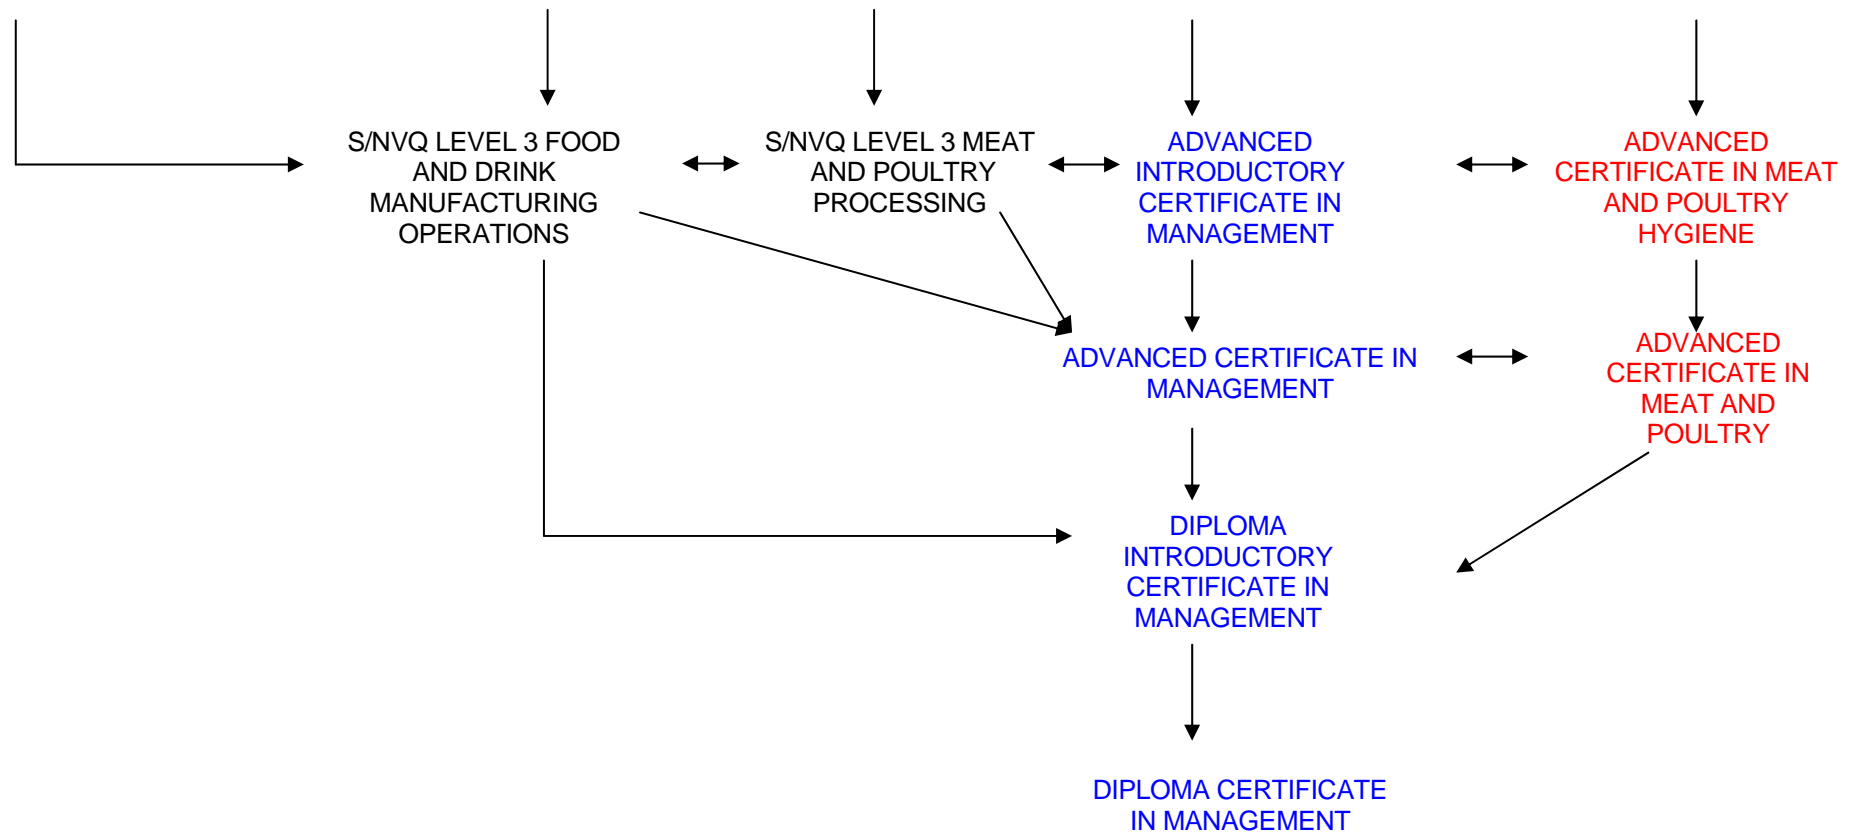 S/NVQ LEVEL 3 FOOD
AND DRINK
MANUFACTURING
OPERATIONS
S/NVQ LEVEL 3 MEAT
AND POULTRY
PROCESSING
ADVANCED
INTRODUCTORY
CERTIFICATE IN
MANAGEMENT
ADVANCED
CERTIFICATE IN MEAT
AND POULTRY
HYGIENE
ADVANCED CERTIFICATE IN
MANAGEMENT
ADVANCED
CERTIFICATE IN
MEAT AND
POULTRY
DIPLOMA
INTRODUCTORY
CERTIFICATE IN
MANAGEMENT
DIPLOMA CERTIFICATE
IN MANAGEMENT